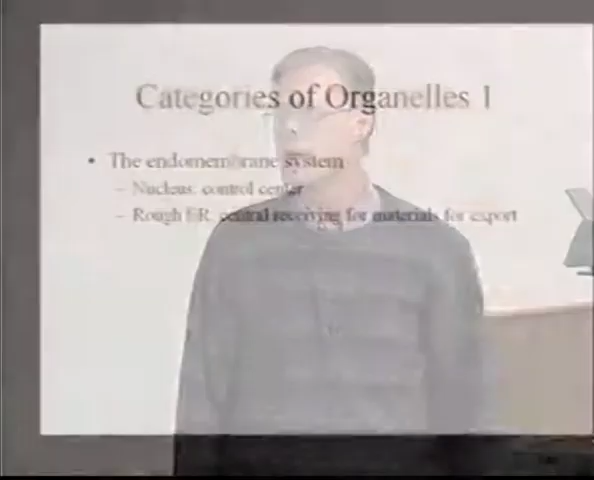 Categories of Organelles 1
• The endomembrane system
– Nucleus: control center
– Rough ER: central receiving for materials for export